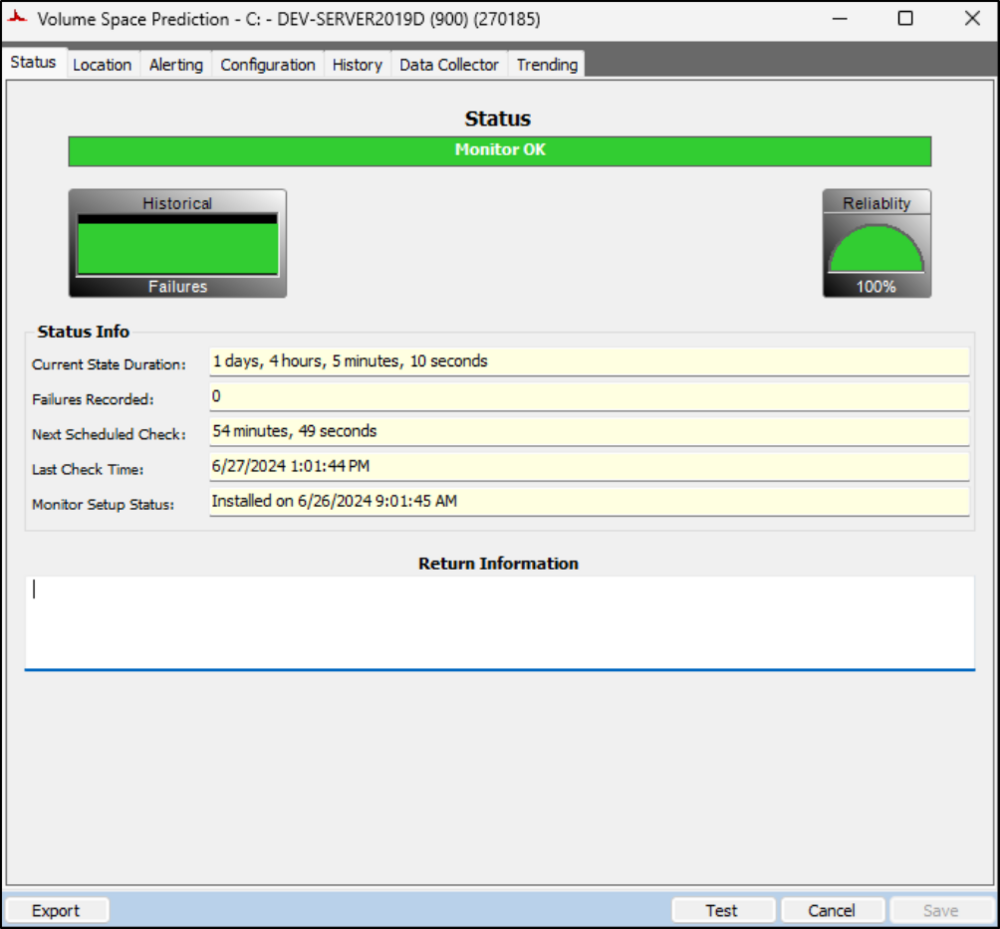 Volume Space Prediction - C: - DEV-SERVER2019D (900) (270185)
Status Location Alerting Configuration History Data Collector Trending
Status
Monitor OK
Historical
Failures
Reliablity
100%
Status Info
Current State Duration: 1 days, 4 hours, 5 minutes, 10 seconds
Failures Recorded: 0
Next Scheduled Check: 54 minutes, 49 seconds
Last Check Time: 6/27/2024 1:01:44 PM
Monitor Setup Status: Installed on 6/26/2024 9:01:45 AM
Return Information
Export Test Cancel Save